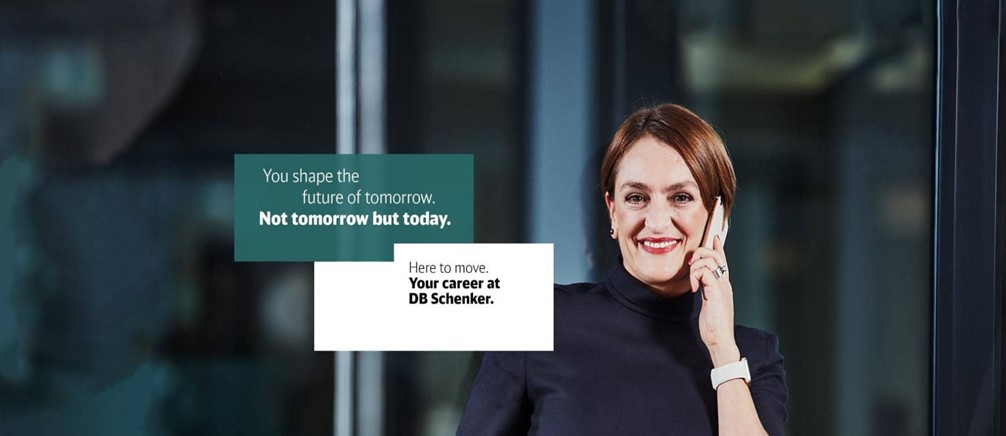 You shape the
future of tomorrow.
Not tomorrow but today.
Here to move.
Your career at
DB Schenker.